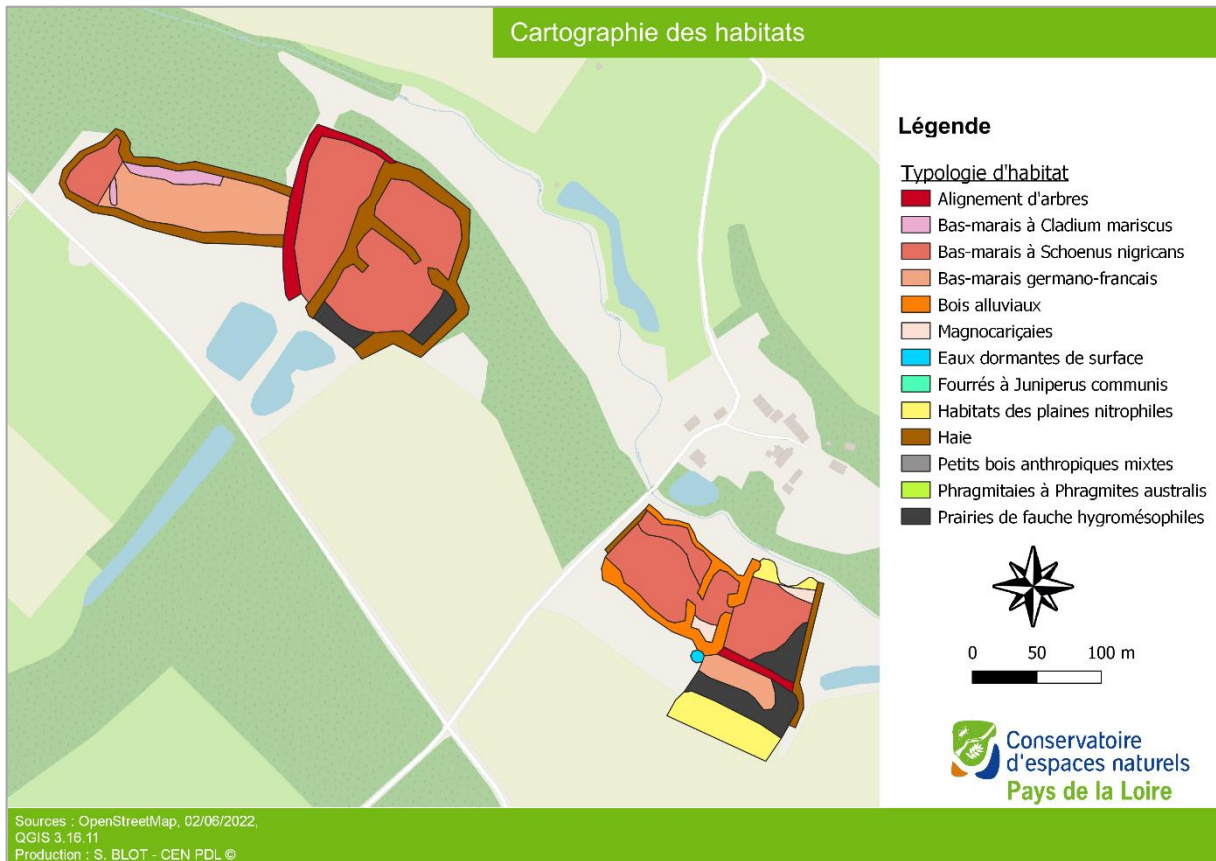 Cartographie des habitats
Légende
Typologie d'habitat
Alignement d'arbres
Bas-marais à Cladium mariscus
Bas-marais à Schoenus nigricans
Bas-marais germano-francais
Bois alluviaux
Magnocariçaies
Eaux dormantes de surface
Fourrés à Juniperus communis
Habitats des plaines nitrophiles
Haie
Petits bois anthropiques mixtes
Phragmitaies à Phragmites australis
Prairies de fauche hygromésophiles
0 50 100 m
Conservatoire
d'espaces naturels
Pays de la Loire
Sources : OpenStreetMap, 02/06/2022,
QGIS 3.16.11
Production : S. BLOT - CEN PDL ©